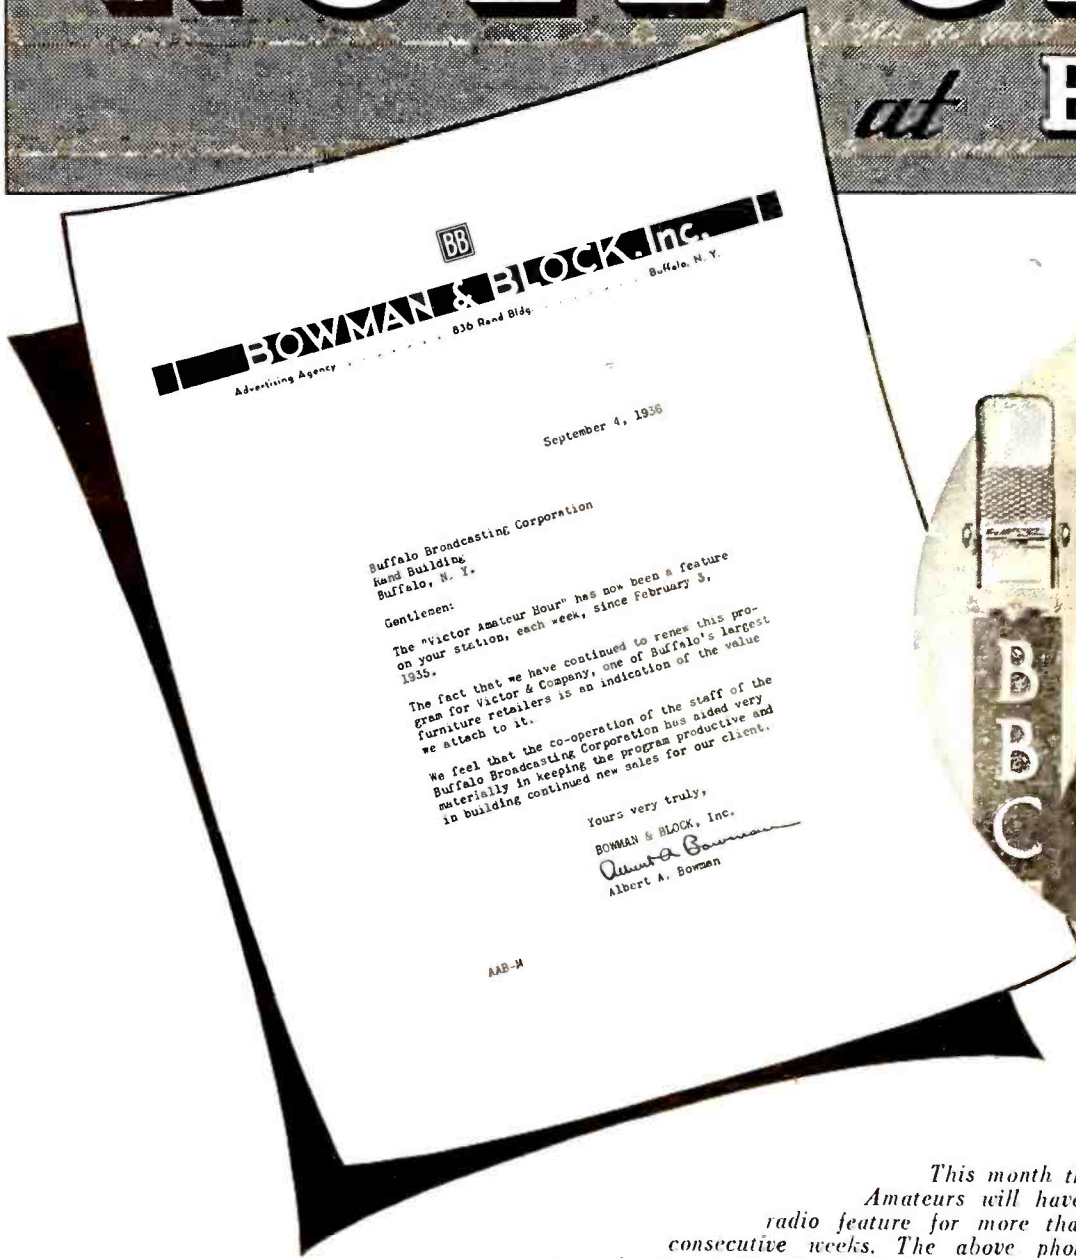 at
BB
BOWMAN & BLOCK. Inc.
Advertising Agency . . . . . . . 836 Rand Bldg. . . . . . . . . Buffalo, N. Y.
September 4, 1936
Buffalo Broadcasting Corporation
Rand Building
Buffalo, N. Y.
Gentlemen:
The "Victor Amateur Hour" has now been a feature
on your station, each week, since February 3,
1935.
The fact that we have continued to renew this pro-
gram for Victor & Company, one of Buffalo's largest
furniture retailers is an indication of the value
we attach to it.
We feel that the co-operation of the staff of the
Buffalo Broadcasting Corporation has aided very
materially in keeping the program productive and
in building continued new sales for our client.
Yours very truly,
BOWMAN & BLOCK, Inc.
Albert A Bowman
Albert A. Bowman
AAB-M
B
B
C
This month
Amateurs will have
radio feature for more
consecutive weeks. The above